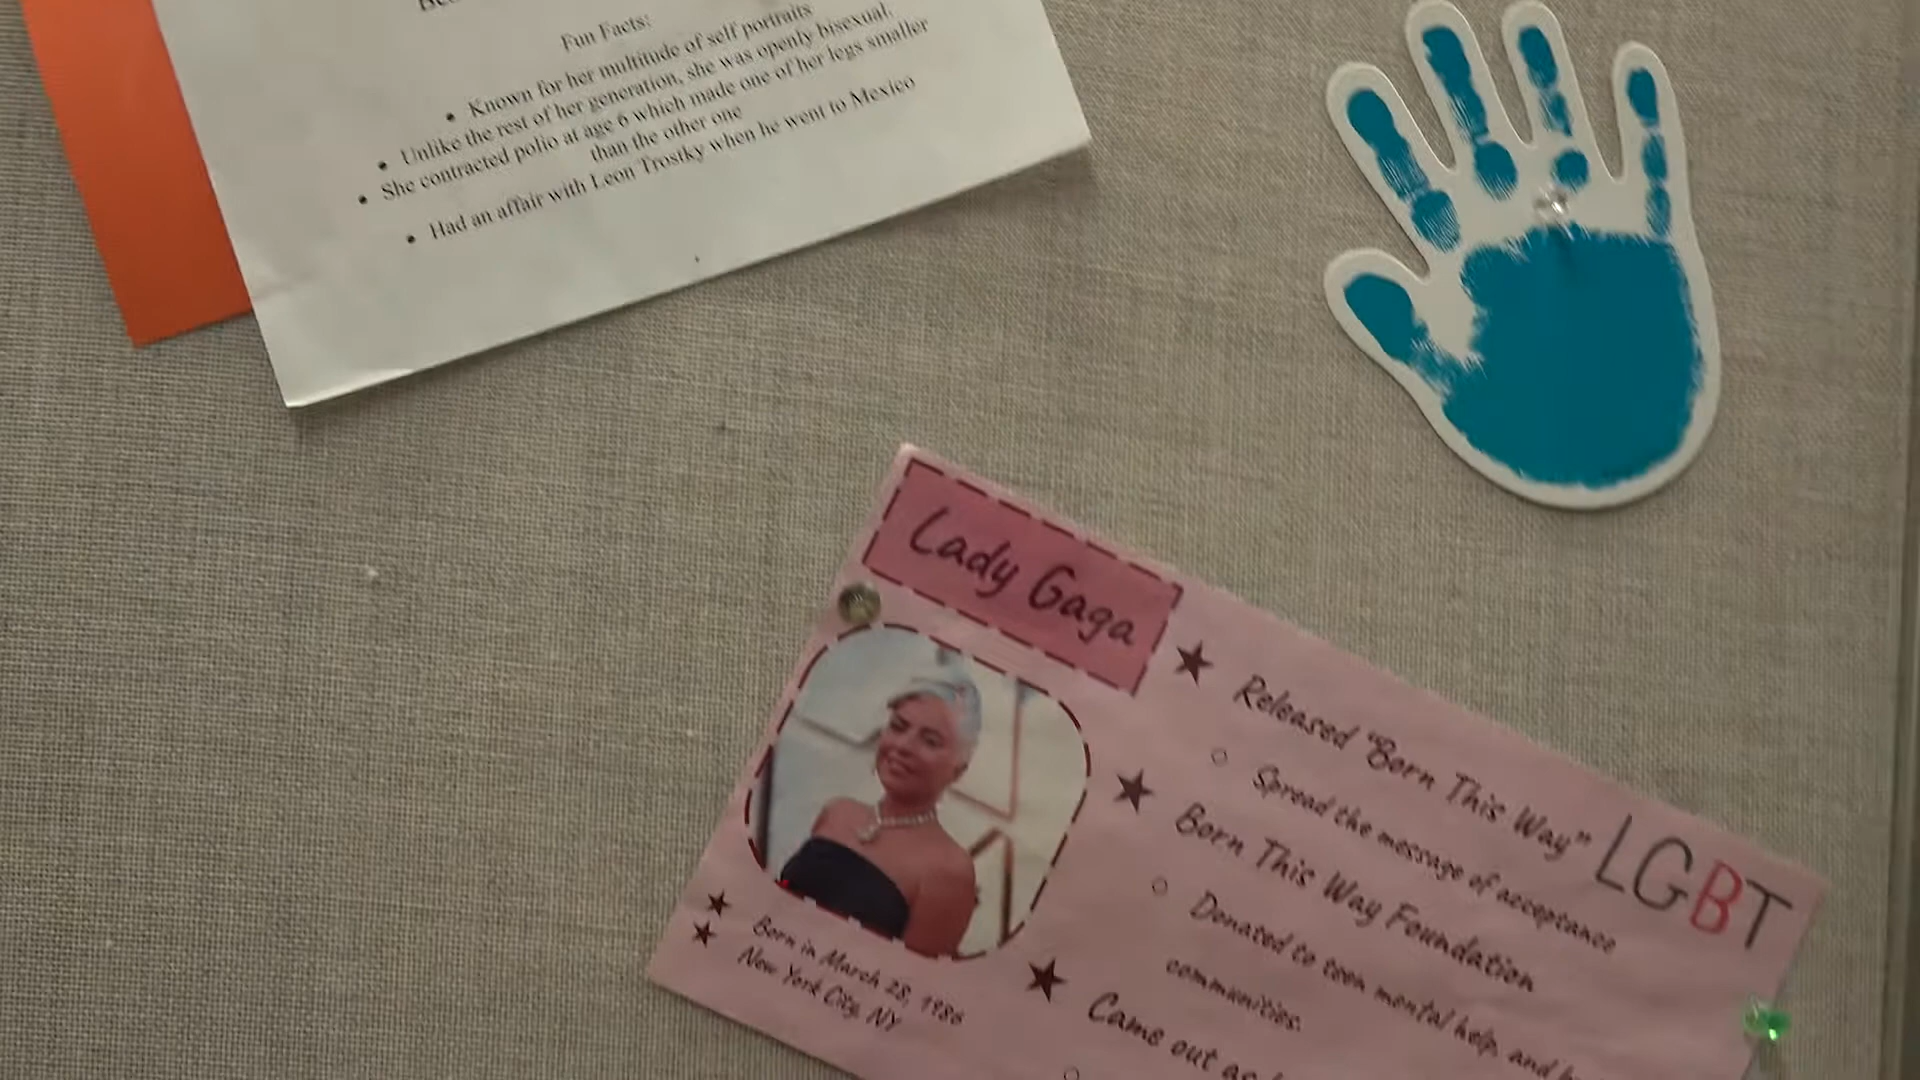 Fun Facts:
• Known for her multitude of self portraits
• Unlike the rest of her generation, she was openly bisexual.
• She contracted polio at age 6 which made one of her legs smaller
than the other one
• Had an affair with Leon Trostky when he went to Mexico
Lady Gaga
★ Released "Born This Way"
○ Spread the message of acceptance
LGBT
★ Born This Way Foundation
○ Donated to teen mental help, and
communities.
★ Came out as
★ Born in March 28, 1986
★ New York City, NY